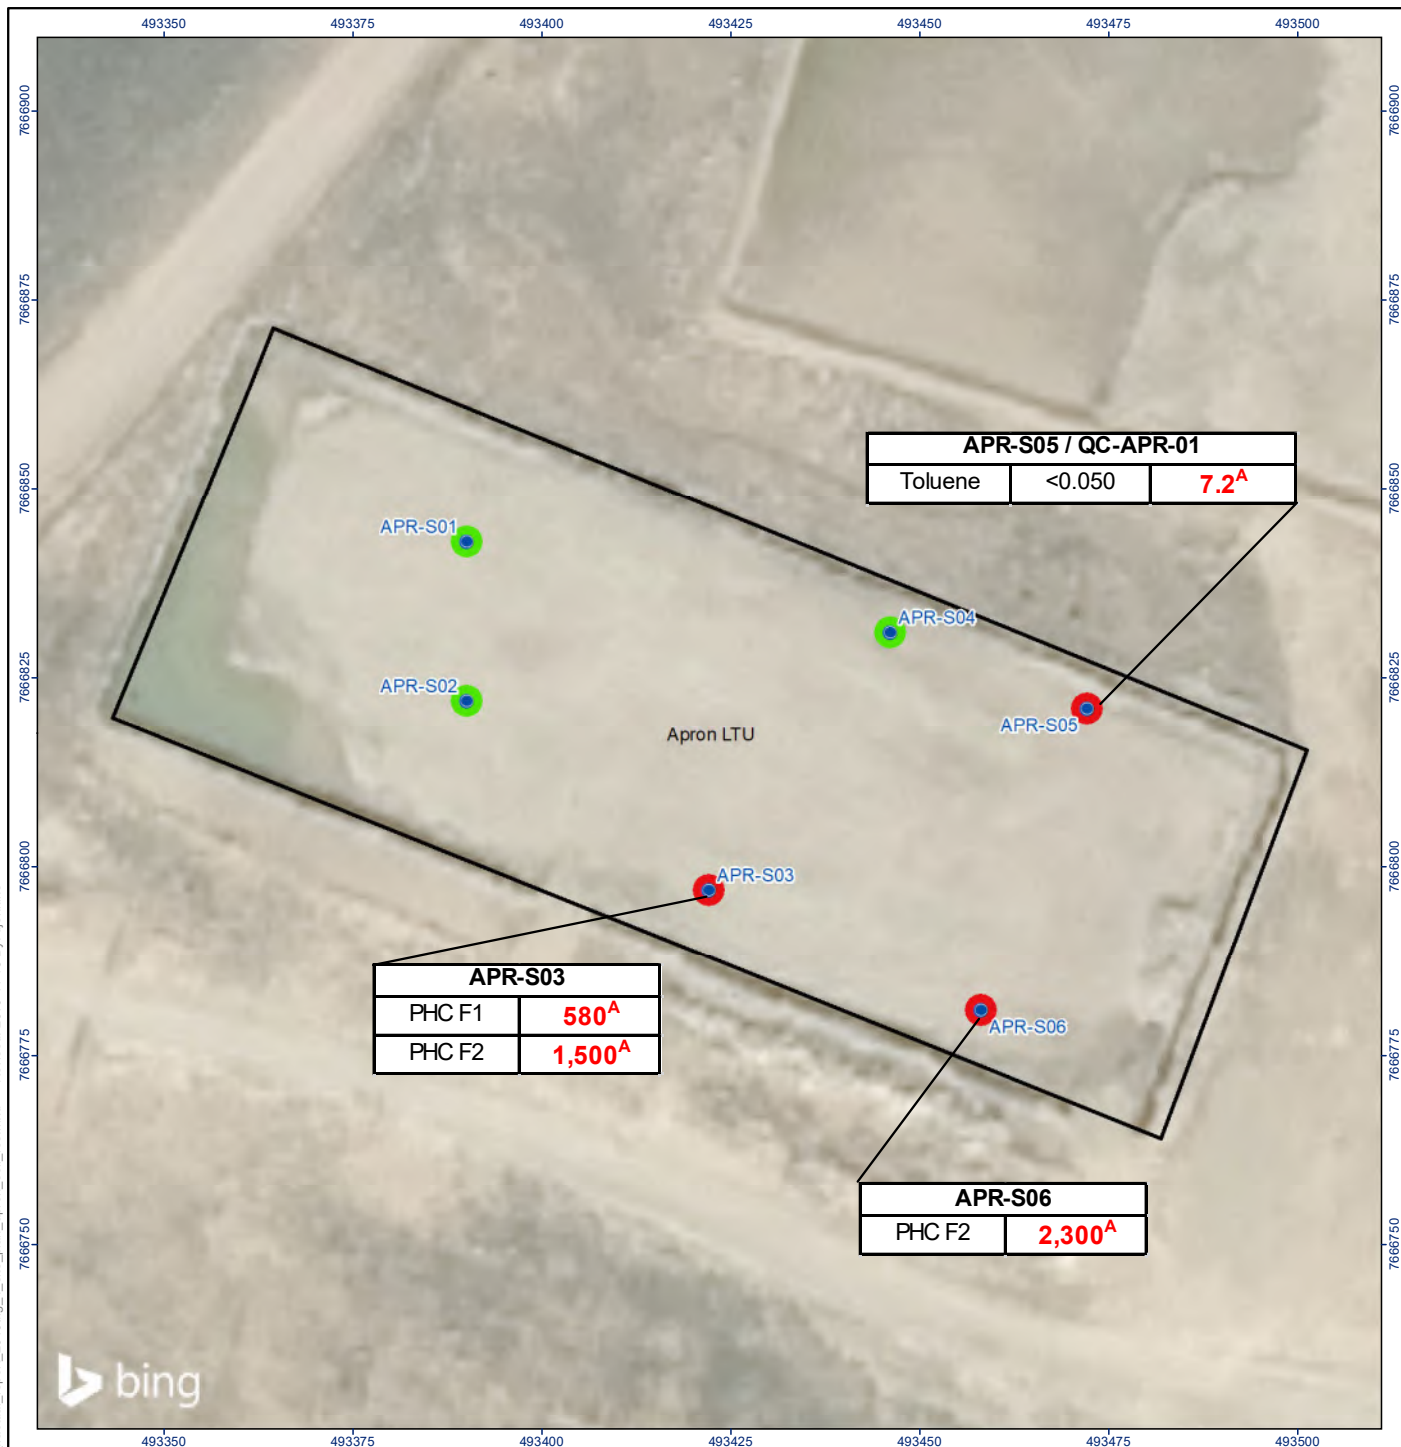 493350 493375 493400 493425 493450 493475 493500
7666900 7666900
7666875 7666875
APR-S05 / QC-APR-01
Toluene <0.050 7.2A
7666850 7666850
APR-S01
APR-S04
7666825 7666825
APR-S02
APR-S05
Apron LTU
7666800 7666800
APR-S03
APR-S03
PHC F1 580A
PHC F2 1,500A
APR-S06
7666775 7666775
APR-S06
PHC F2 2,300A
7666750 7666750
bing
493350 493375 493400 493425 493450 493475 493500